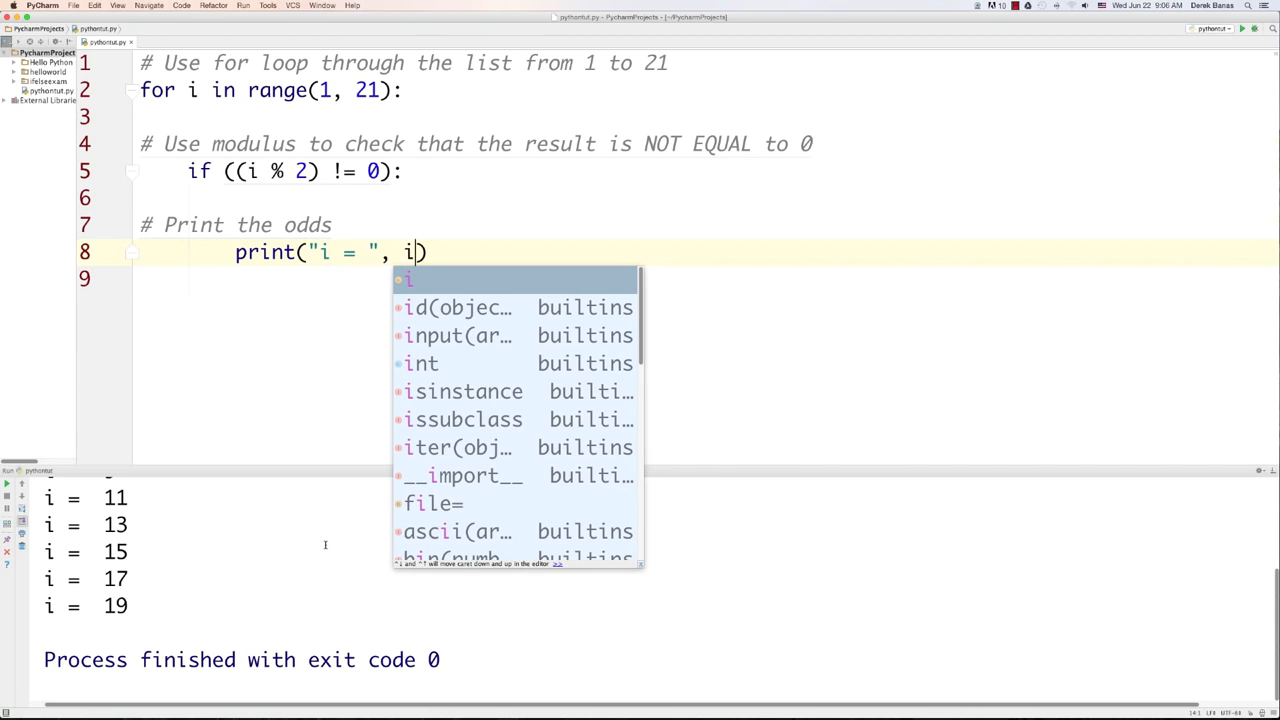 PyCharm File Edit View Navigate Code Refactor Run Tools VCS Window Help 10 Wed Jun 22 9:06 AM Derek Banas
pythontut.py - PycharmProjects - [~/PycharmProjects]
PycharmProjects pythontut.py pythontut
pythontut.py
PycharmProject
Hello Python
helloworld
ifelseexam
pythontut.py
External Librarie
1 # Use for loop through the list from 1 to 21
2 for i in range(1, 21):
3
4 # Use modulus to check that the result is NOT EQUAL to 0
5 if ((i % 2) != 0):
6
7 # Print the odds
8 print("i = ", i)
9
i
id(objec… builtins
input(ar… builtins
int builtins
isinstance builti…
issubclass builti…
iter(obj… builtins
__import__ builti…
file=
ascii(ar… builtins
bin(numb… builtins
^↓ and ^↑ will move caret down and up in the editor >>
Run pythontut
i = 11
i = 13
i = 15
i = 17
i = 19
Process finished with exit code 0
14:1 LF÷ UTF-8÷